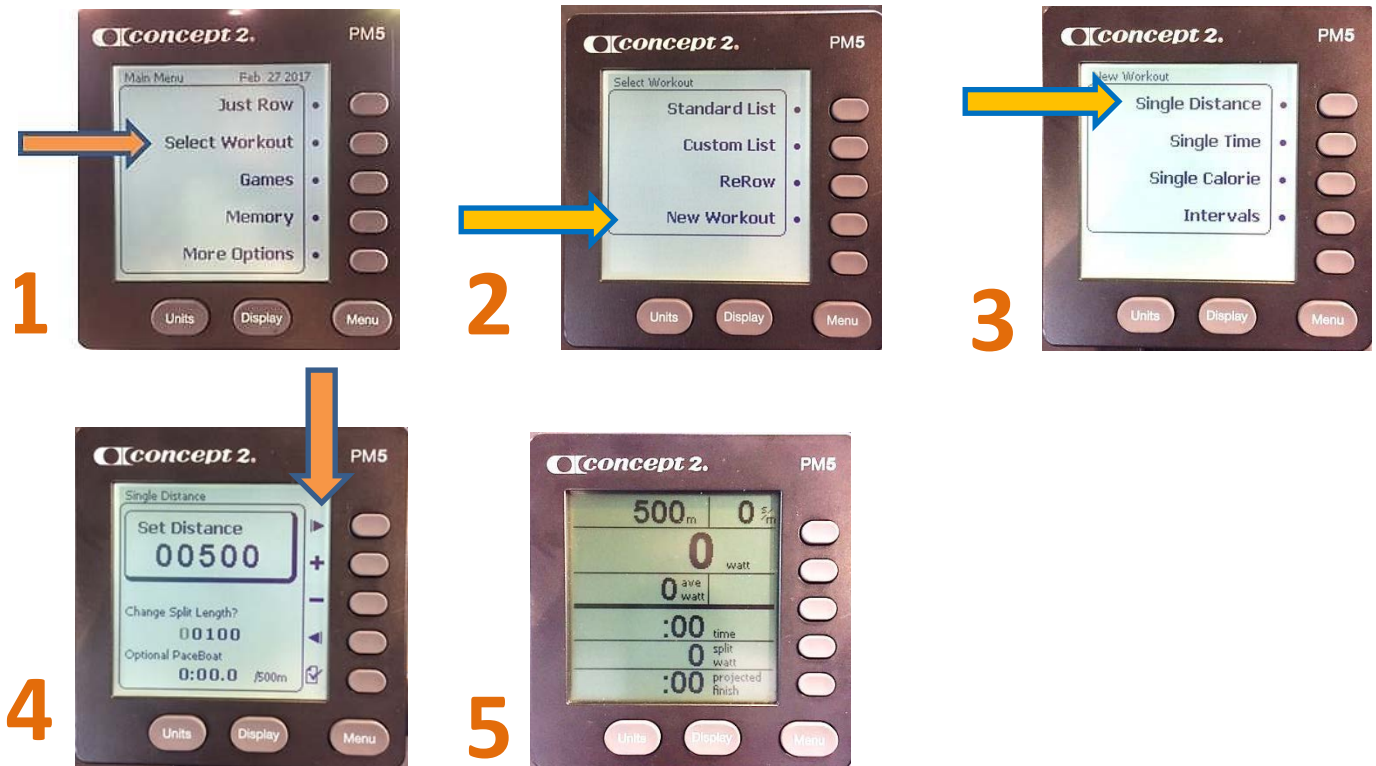 concept 2. PM5
Main Menu Feb. 27 2017
Just Row
Select Workout
Games
Memory
More Options
Units Display Menu
1
concept 2. PM5
Select Workout
Standard List
Custom List
ReRow
New Workout
Units Display Menu
2
concept 2. PM5
New Workout
Single Distance
Single Time
Single Calorie
Intervals
Units Display Menu
3
concept 2. PM5
Single Distance
Set Distance
00500
+
−
Change Split Length?
00100
Optional PaceBoat
0:00.0 /500m
Units Display Menu
4
concept 2. PM5
500 m 0 s/m
0 watt
0 ave watt
:00 time
0 split watt
:00 projected finish
Units Display Menu
5